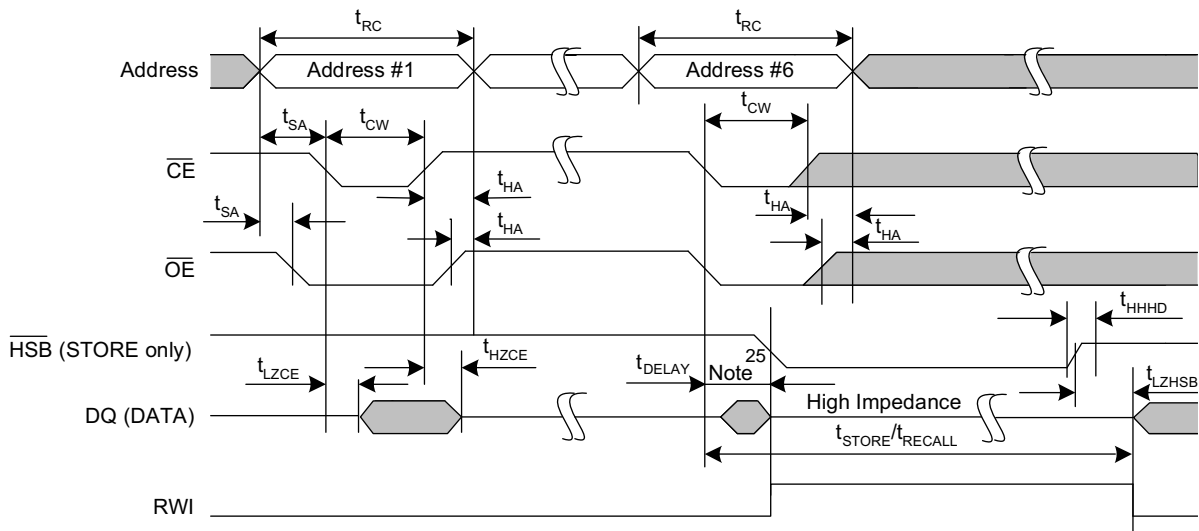 tRC tRC
Address Address #1 Address #6
tSA tCW tCW
CE
tHA tHA
tSA tHA tHA
OE
tHHHD
HSB (STORE only)
tLZCE tHZCE tDELAY Note 25 tLZHSB
DQ (DATA) High Impedance
tSTORE/tRECALL
RWI